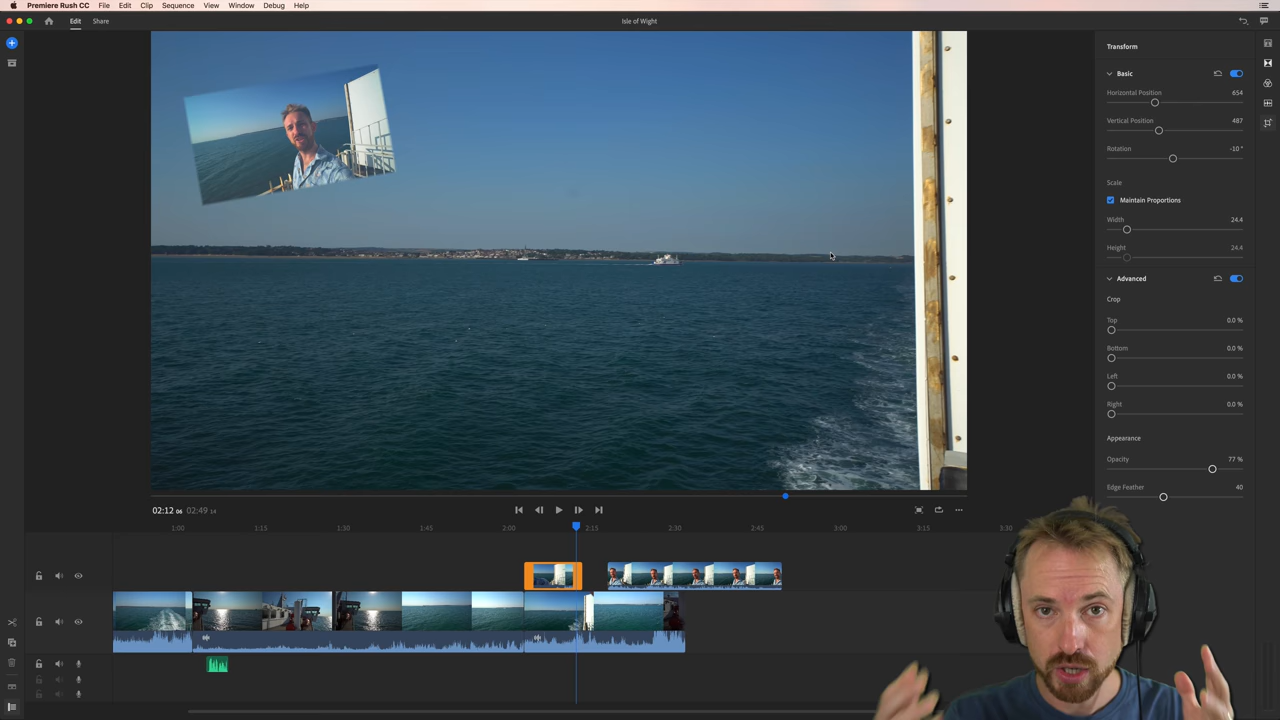 Premiere Rush CC File Edit Clip Sequence View Window Debug Help
Edit Share Isle of Wight
Transform
Basic
Horizontal Position 654
Vertical Position 487
Rotation -10 °
Scale
Maintain Proportions
Width 24.4
Height 24.4
Advanced
Crop
Top 0.0 %
Bottom 0.0 %
Left 0.0 %
Right 0.0 %
Appearance
Opacity 77 %
Edge Feather 40
02:12 06 02:49 14
1:00 1:15 1:30 1:45 2:00 2:15 2:30 2:45 3:00 3:15 3:30